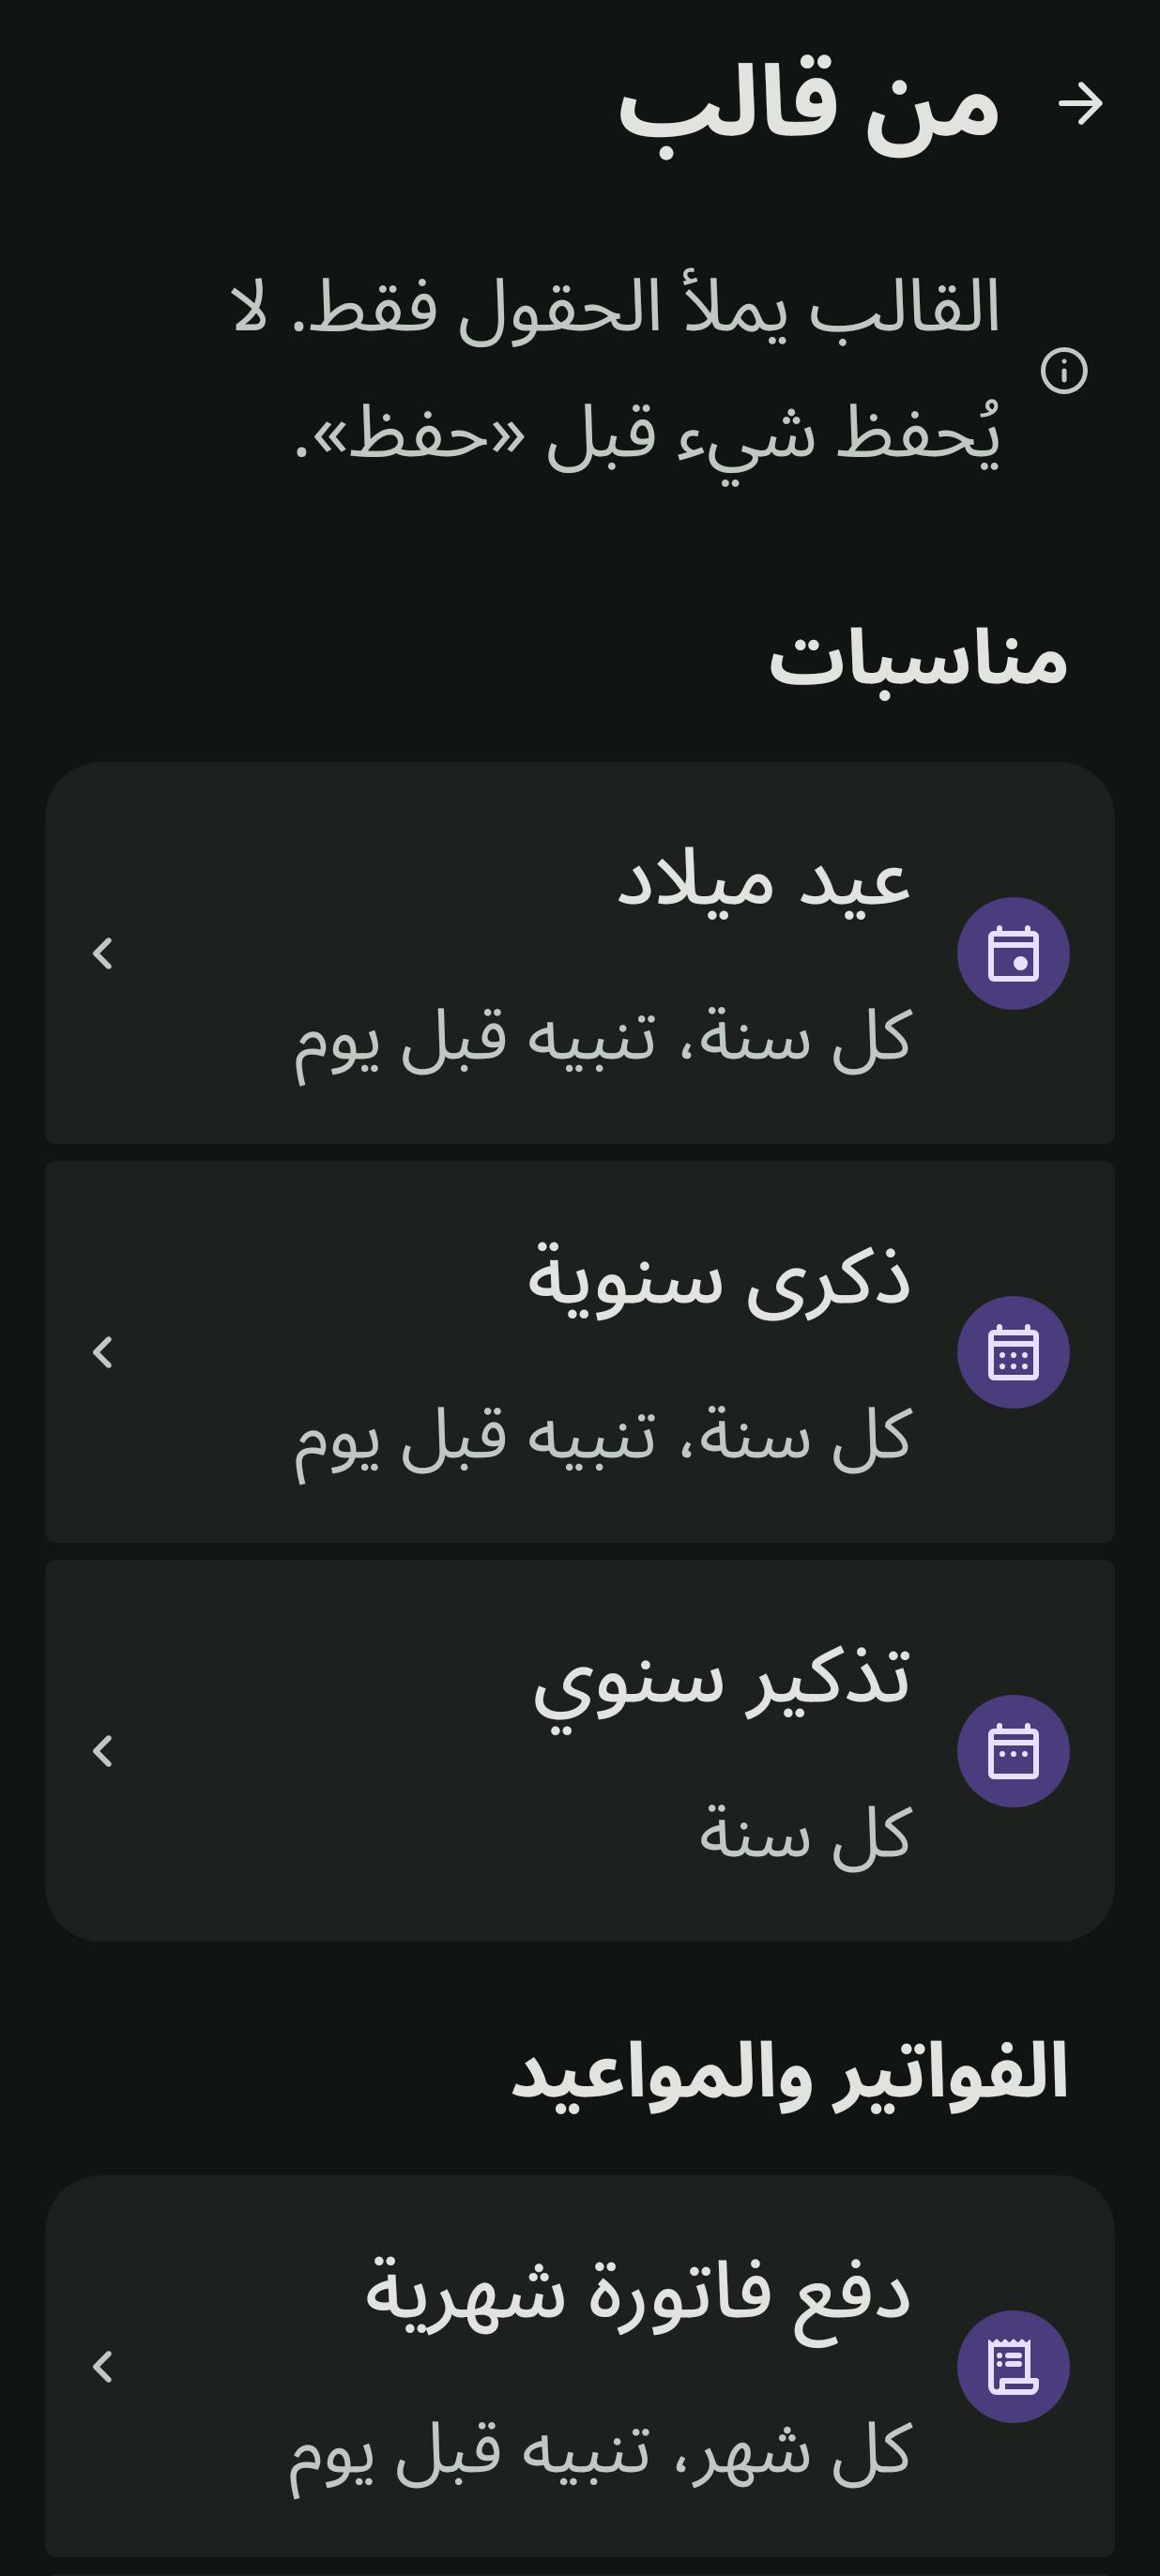 من قالب
القالب يملأ الحقول فقط. لا
يُحفظ شيء قبل «حفظ».
مناسبات
عيد ميلاد
كل سنة، تنبيه قبل يوم
ذكرى سنوية
كل سنة، تنبيه قبل يوم
تذكير سنوي
كل سنة
الفواتير والمواعيد
دفع فاتورة شهرية
كل شهر، تنبيه قبل يوم